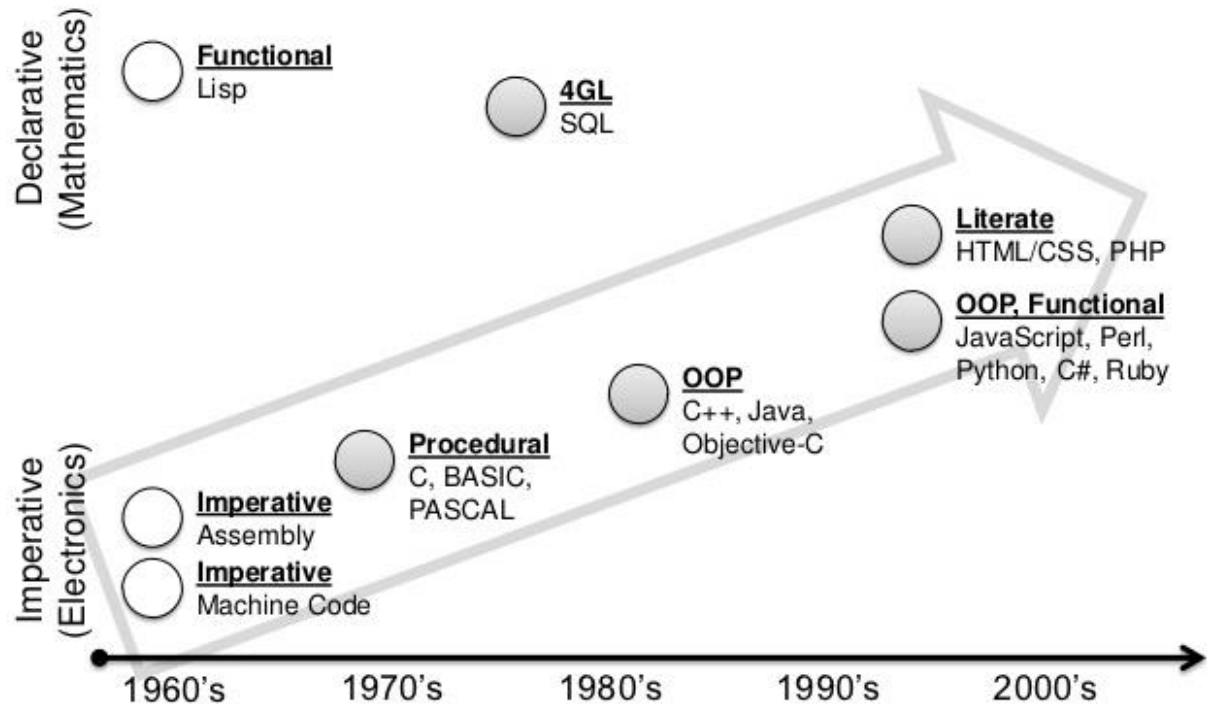 Declarative
(Mathematics)
Functional
Lisp
4GL
SQL
Literate
HTML/CSS, PHP
OOP, Functional
JavaScript, Perl,
Python, C#, Ruby
OOP
C++, Java,
Objective-C
Procedural
C, BASIC,
PASCAL
Imperative
(Electronics)
Imperative
Assembly
Imperative
Machine Code
1960's
1970's
1980's
1990's
2000's